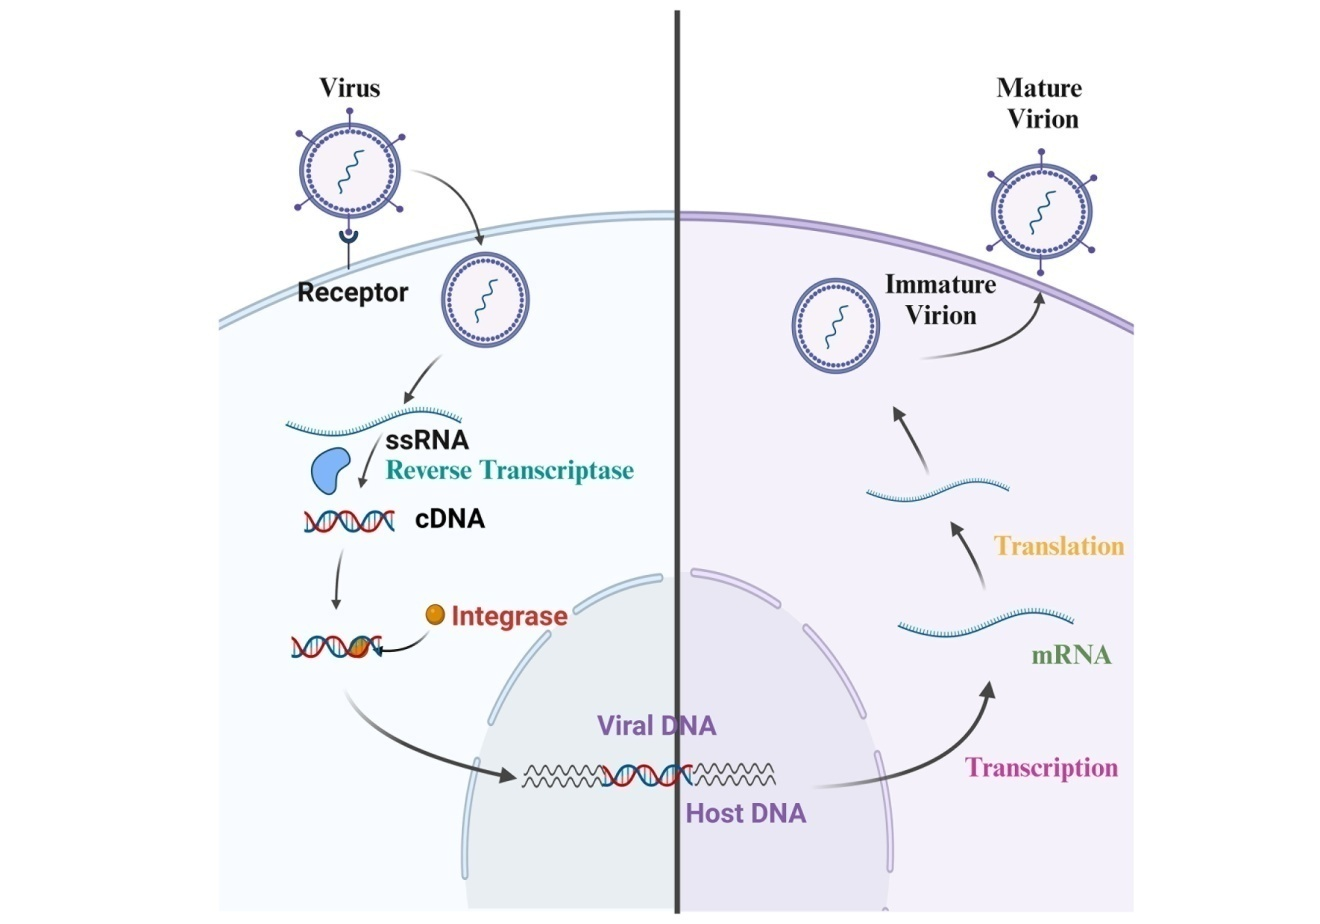 Virus
Receptor
ssRNA
Reverse Transcriptase
cDNA
Integrase
Viral DNA
Host DNA
Transcription
mRNA
Translation
Immature
Virion
Mature
Virion